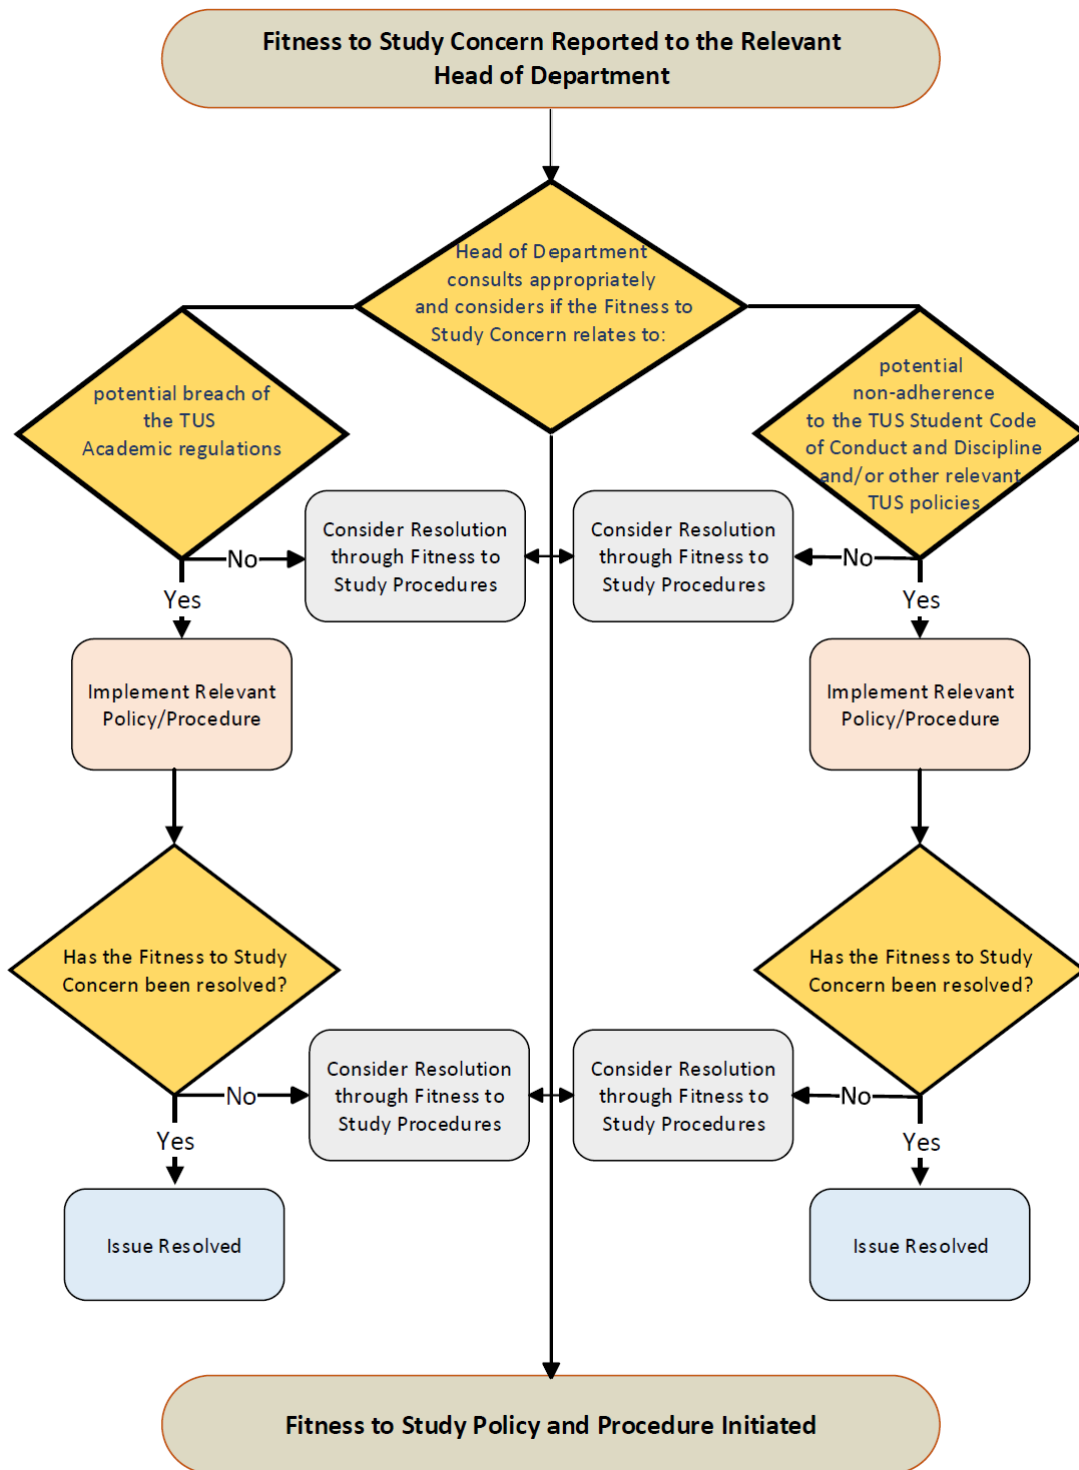 Fitness to Study Concern Reported to the Relevant
Head of Department
Head of Department
consults appropriately
and considers if the Fitness to
Study Concern relates to:
potential breach of
the TUS
Academic regulations
potential
non-adherence
to the TUS Student Code
of Conduct and Discipline
and/or other relevant
TUS policies
No
Consider Resolution
through Fitness to
Study Procedures
Consider Resolution
through Fitness to
Study Procedures
No
Yes
Yes
Implement Relevant
Policy/Procedure
Implement Relevant
Policy/Procedure
Has the Fitness to Study
Concern been resolved?
Has the Fitness to Study
Concern been resolved?
No
Consider Resolution
through Fitness to
Study Procedures
Consider Resolution
through Fitness to
Study Procedures
No
Yes
Yes
Issue Resolved
Issue Resolved
Fitness to Study Policy and Procedure Initiated